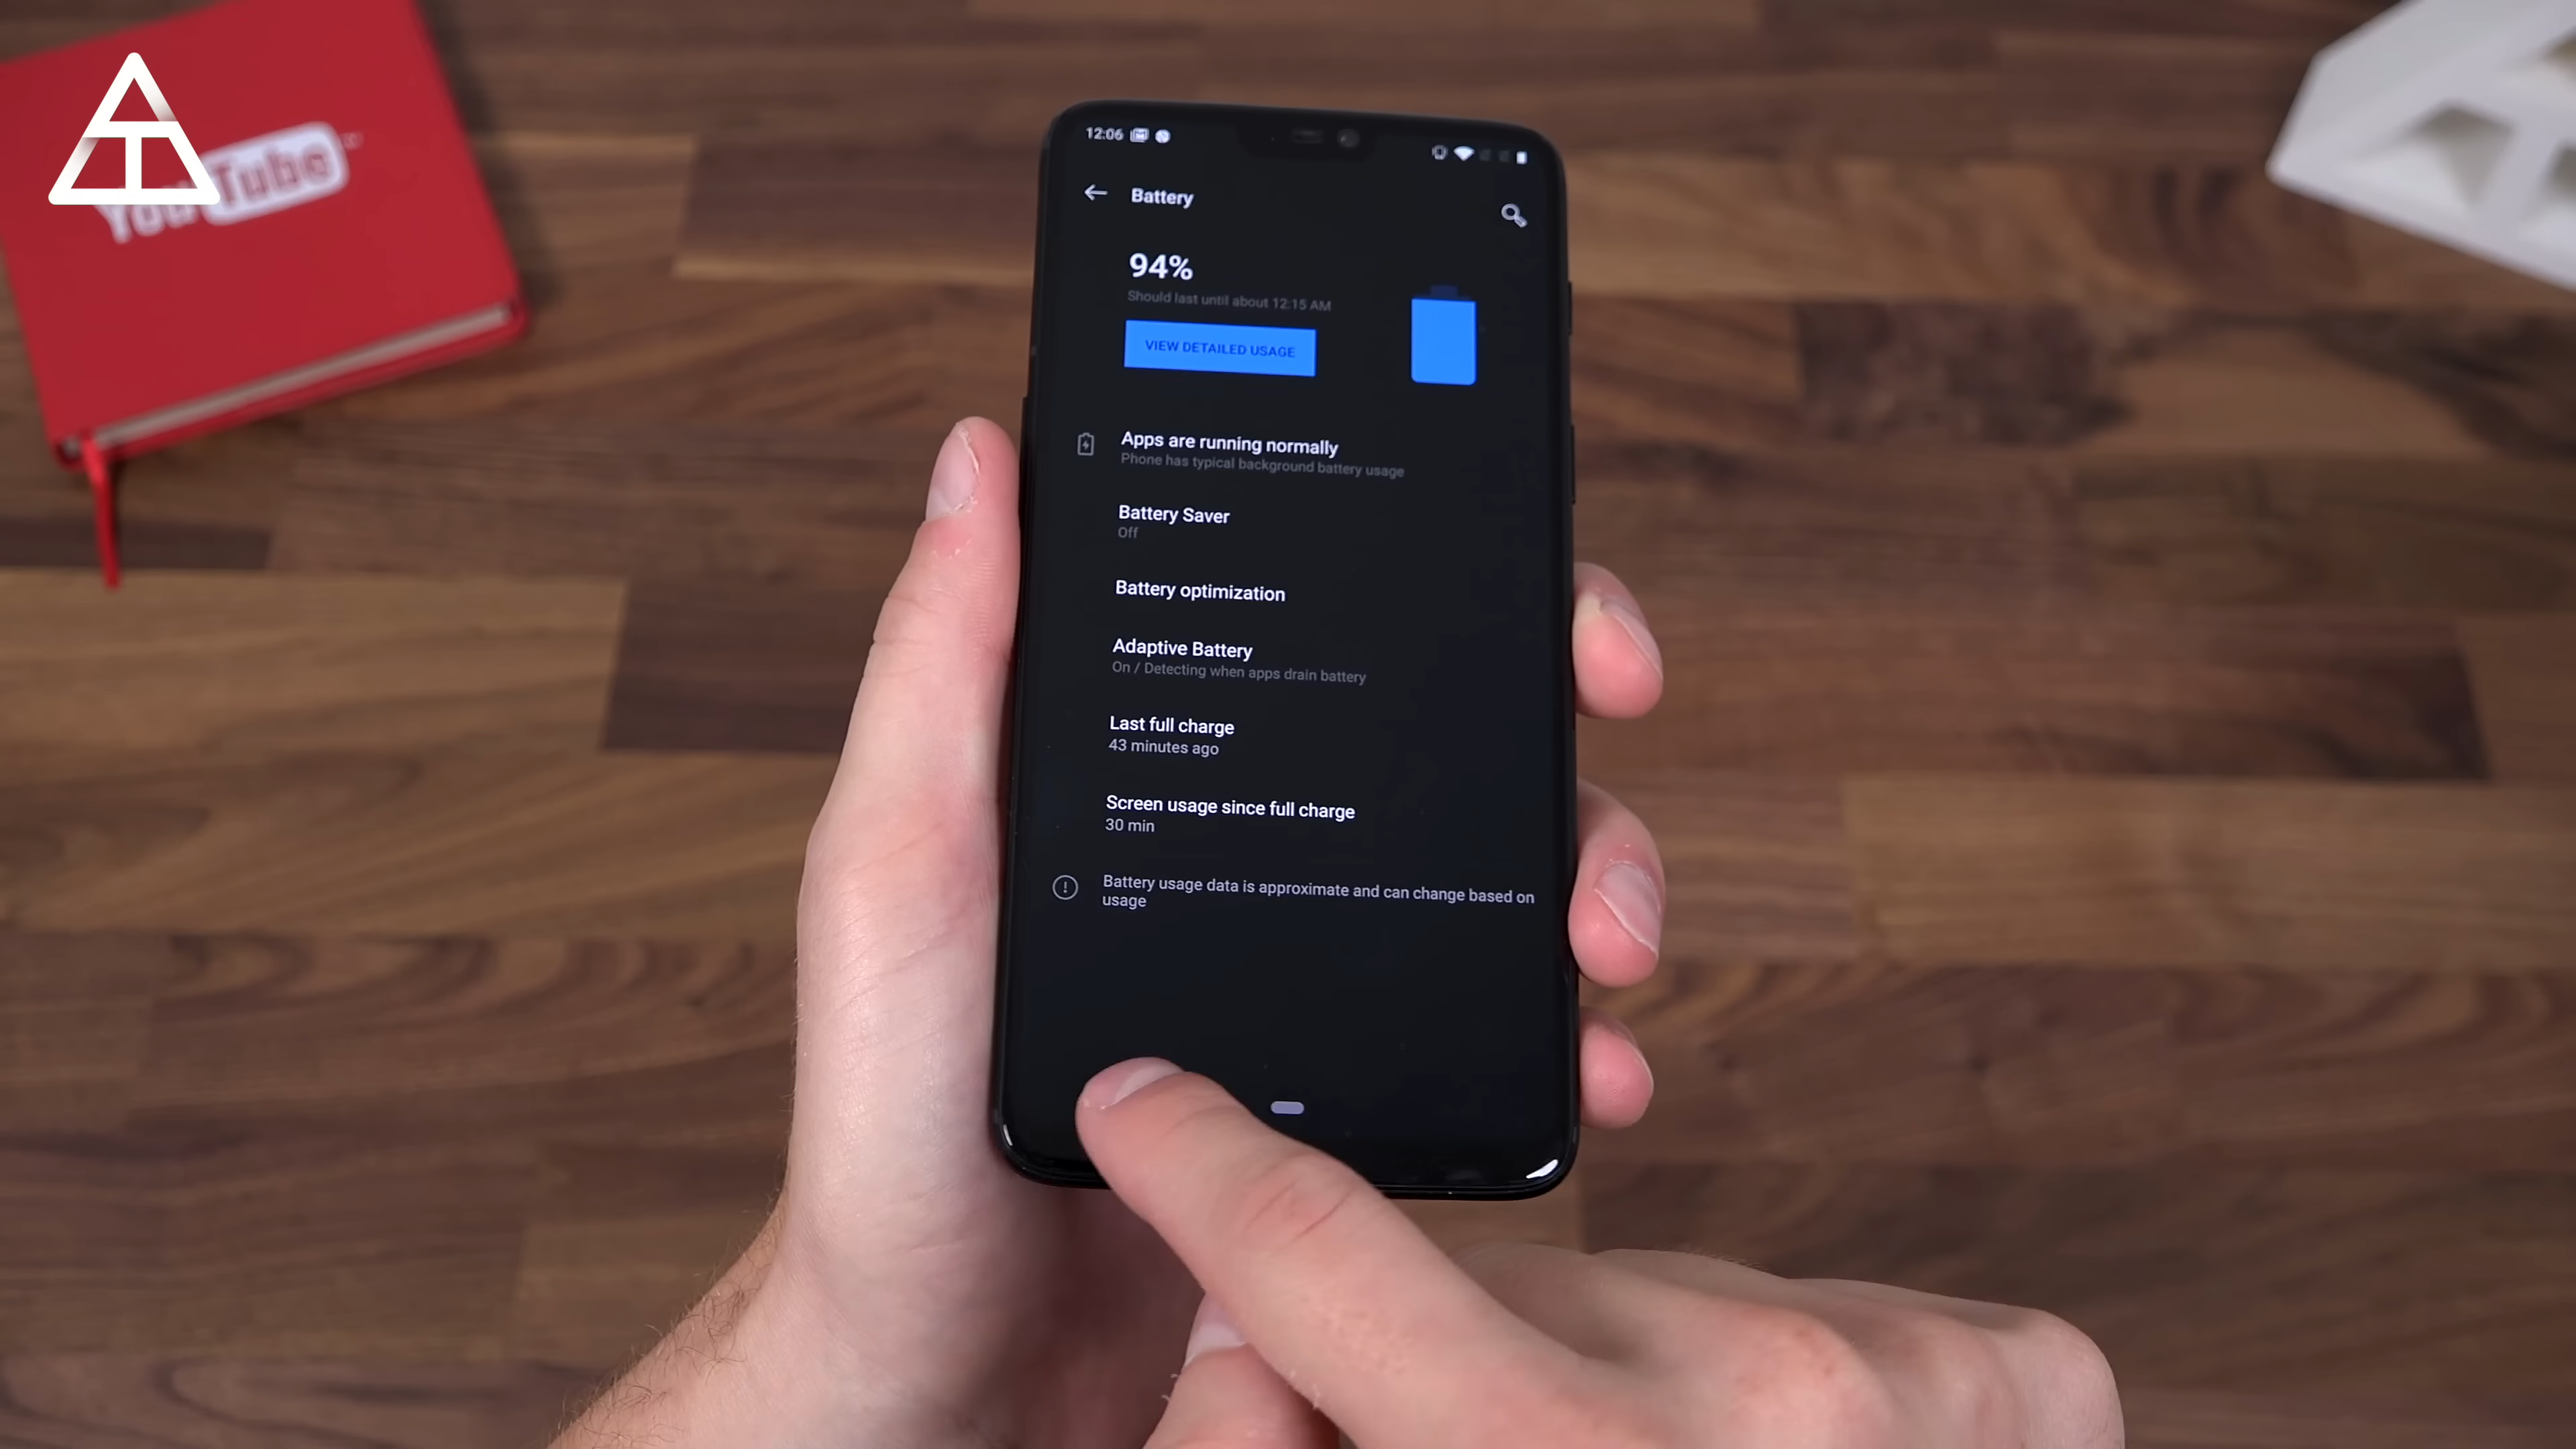 YouTube
12:06
Battery
94%
Should last until about 12:15 AM
VIEW DETAILED USAGE
Apps are running normally
Phone has typical background battery usage
Battery Saver
Off
Battery optimization
Adaptive Battery
On / Detecting when apps drain battery
Last full charge
43 minutes ago
Screen usage since full charge
30 min
Battery usage data is approximate and can change based on
usage